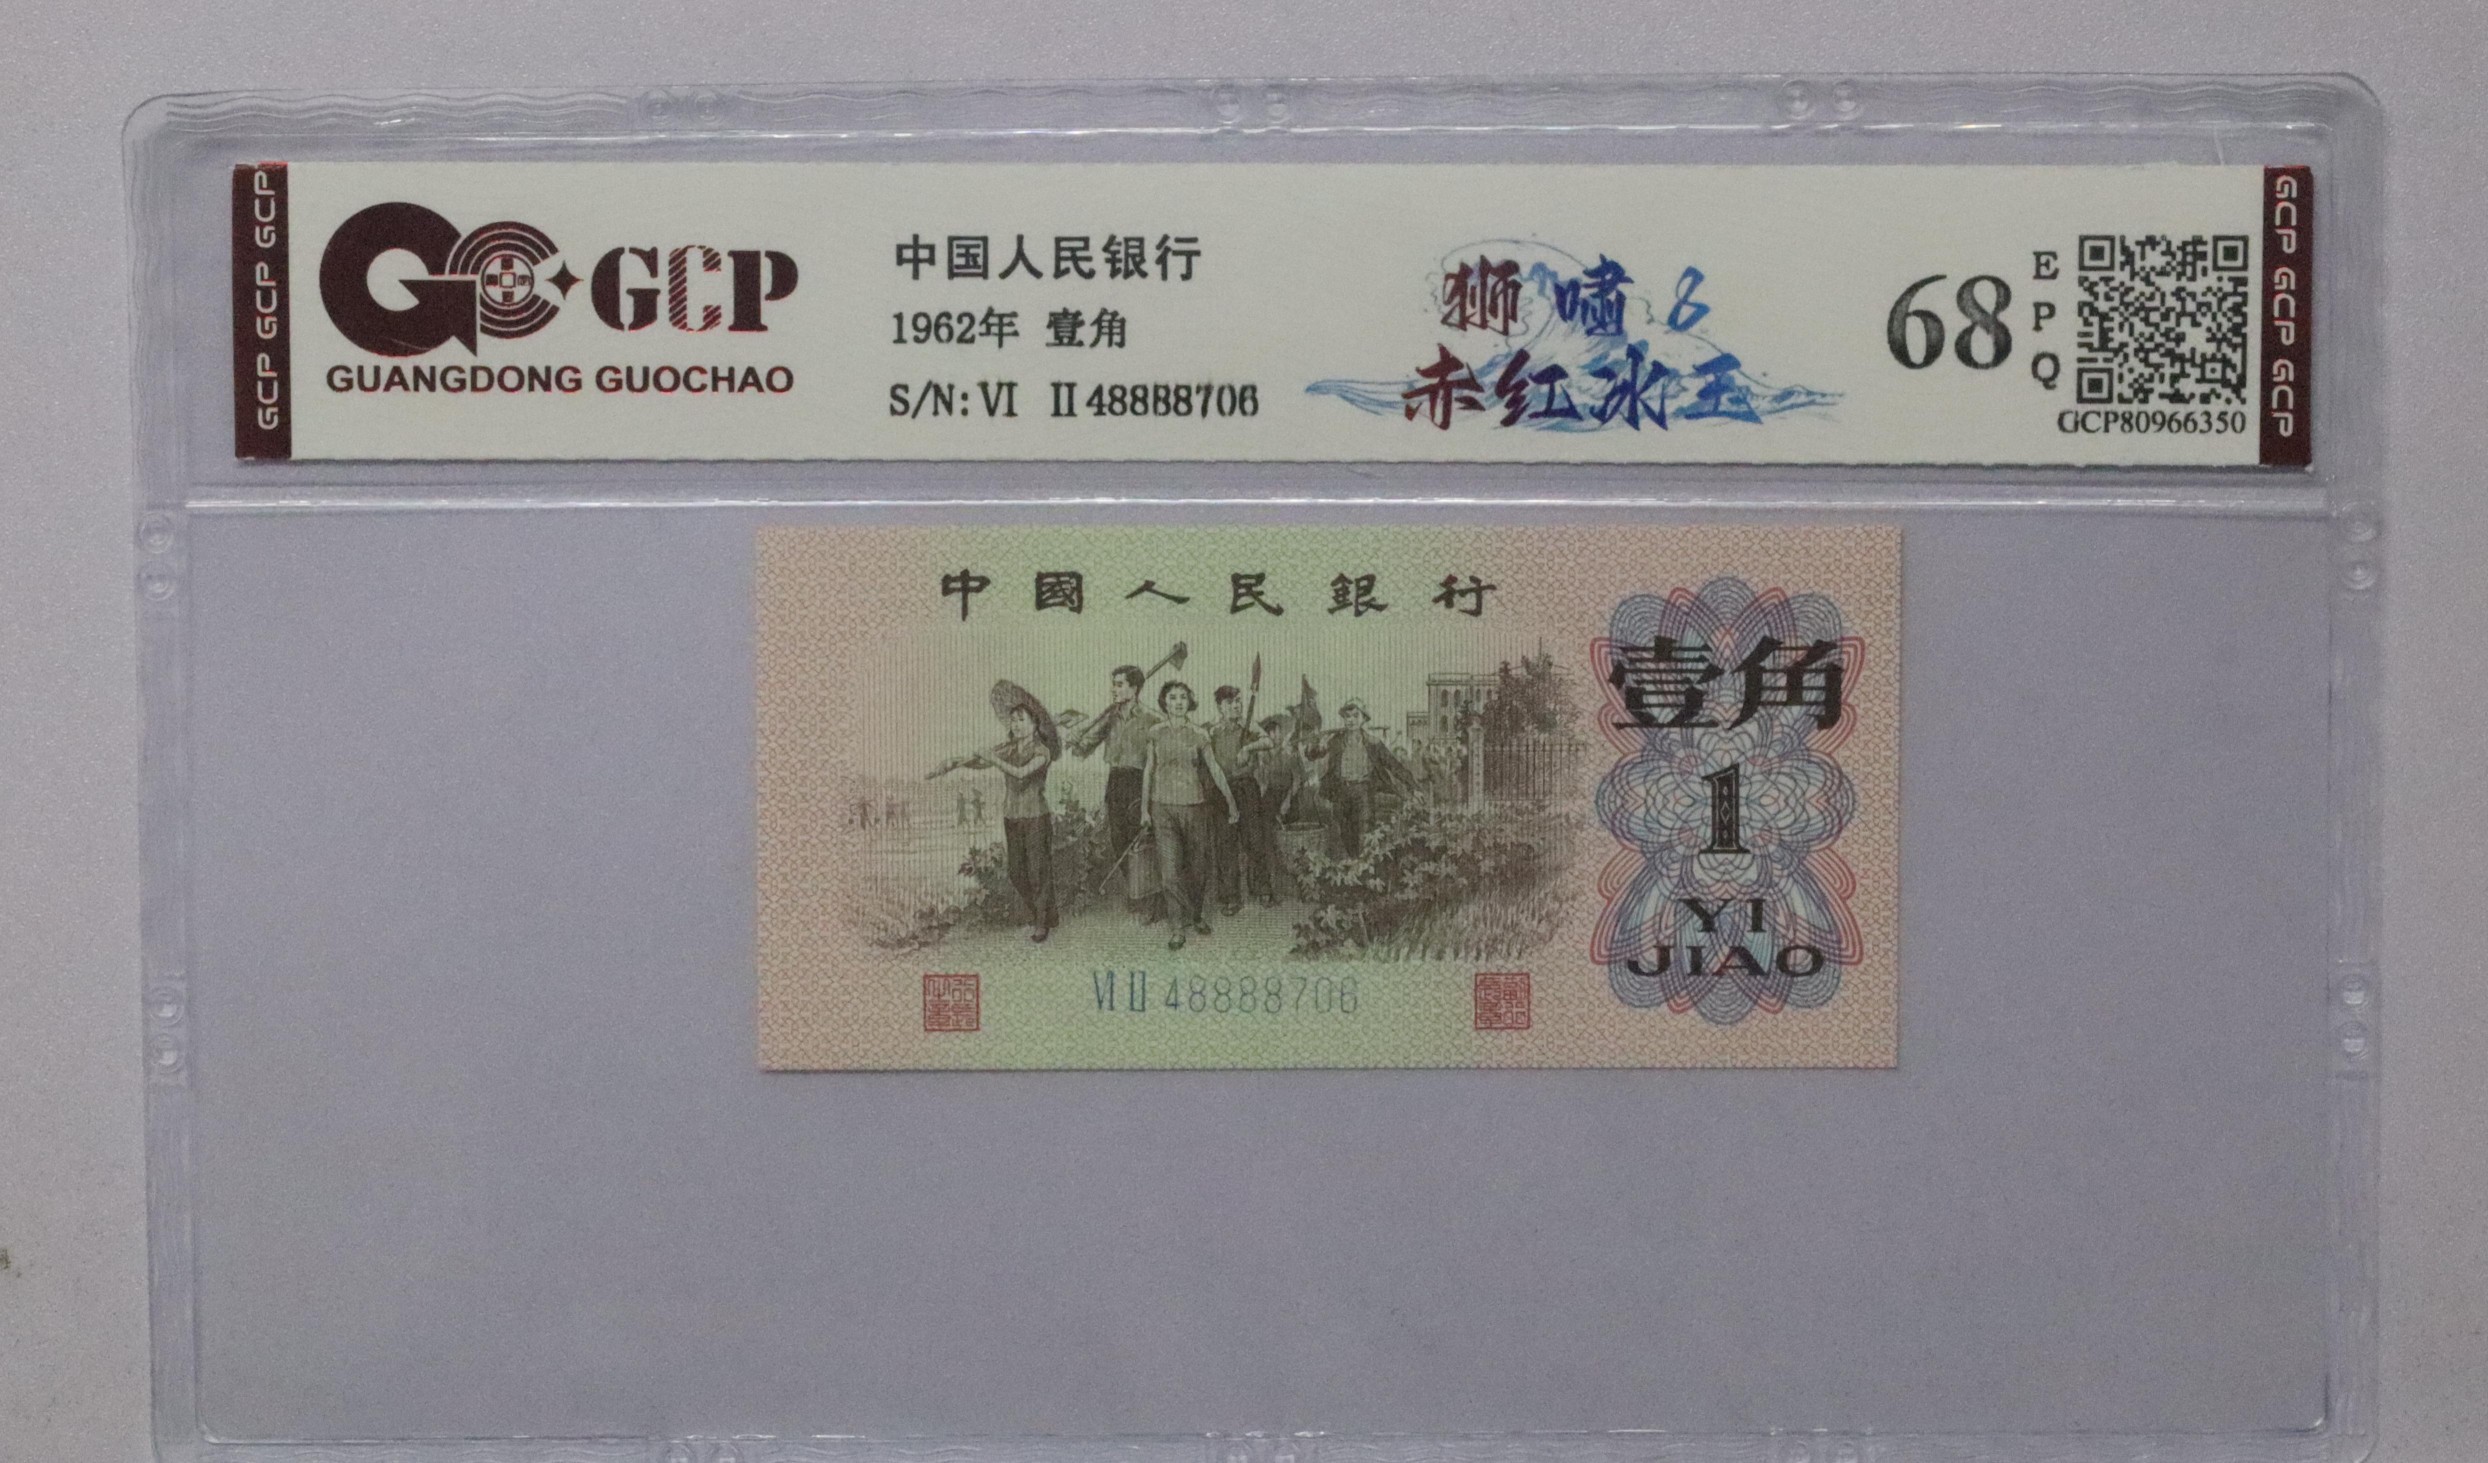 GCP GCP GCP
GCP
GUANGDONG GUOCHAO
中国人民银行
1962年 壹角
S/N: VI II 48888706
狮啸8
赤红冰玉
68
EPQ
GCP80966350
GCP GCP GCP
中國人民銀行
壹角
1
YI
JIAO
VI II 48888706